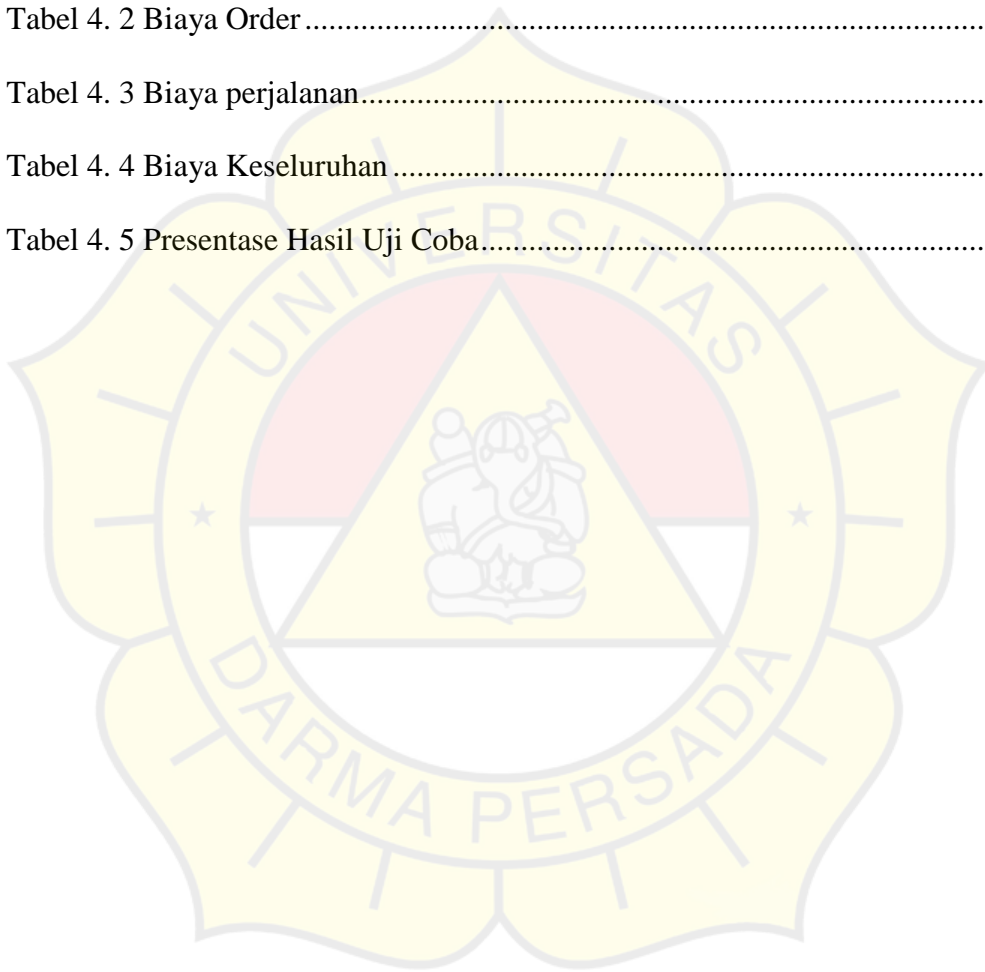 Tabel 4. 2 Biaya Order ........................................................................................
Tabel 4. 3 Biaya perjalanan................................................................................
Tabel 4. 4 Biaya Keseluruhan ............................................................................
Tabel 4. 5 Presentase Hasil Uji Coba.................................................................
UNIVERSITAS
DARMA PERSADA